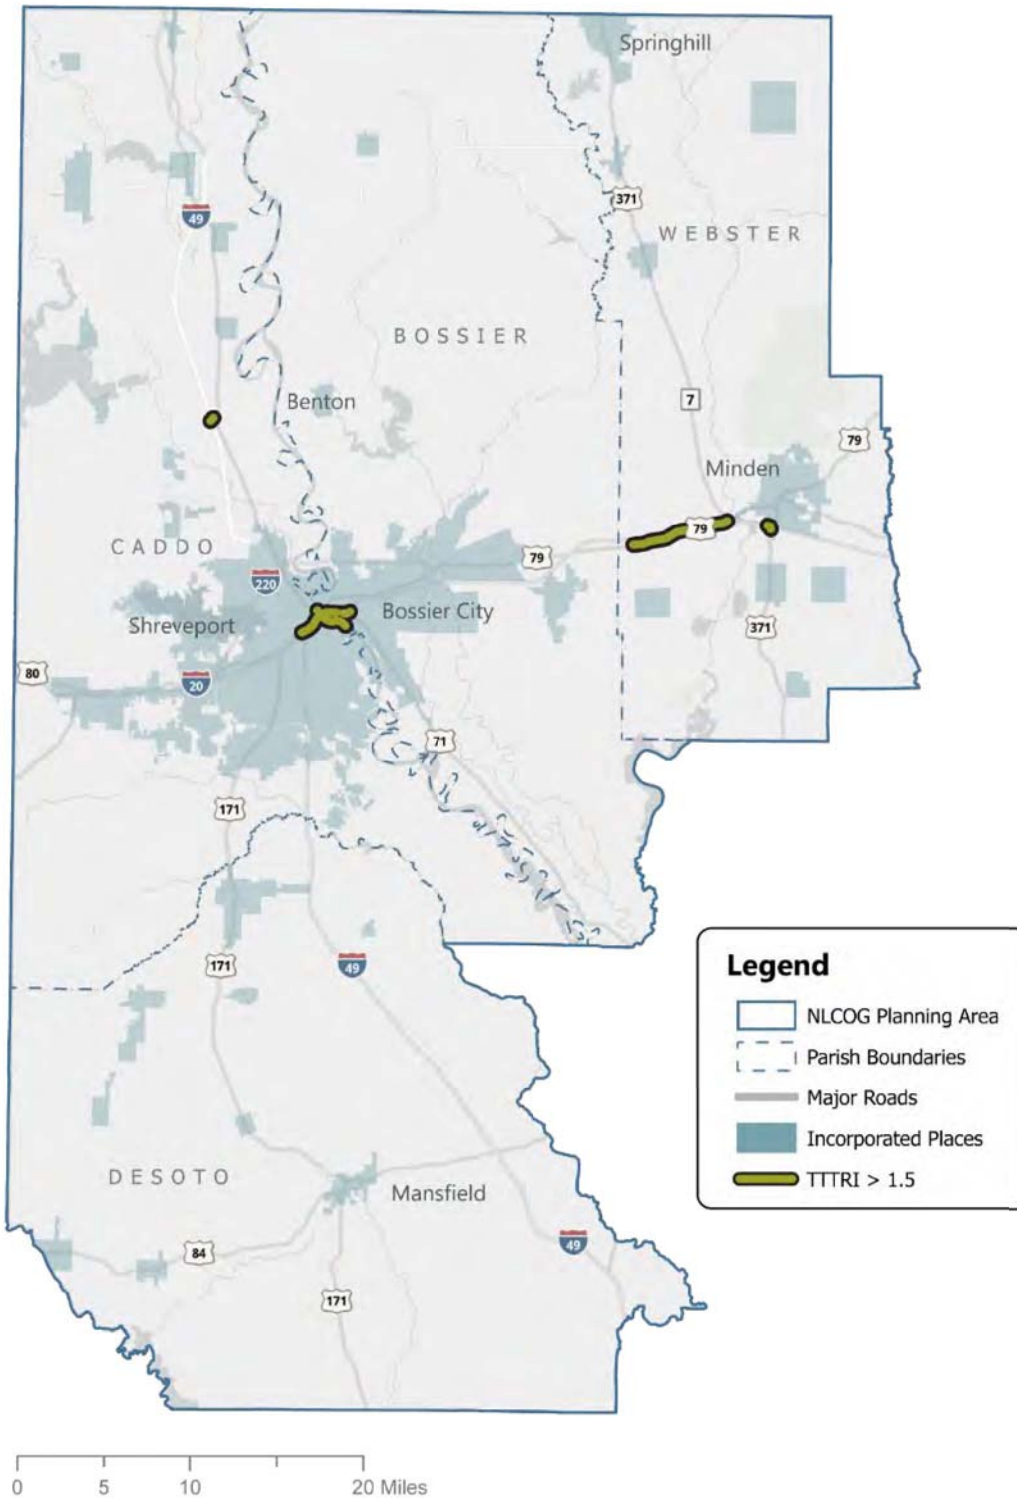 Springhill
371
49
WEBSTER
BOSSIER
Benton
7
79
Minden
79
CADDO
79
220
Bossier City
Shreveport
371
80
20
71
171
171
49
DESOTO
Mansfield
49
84
171
Legend
NLCOG Planning Area
Parish Boundaries
Major Roads
Incorporated Places
TTTRI > 1.5
0 5 10 20 Miles